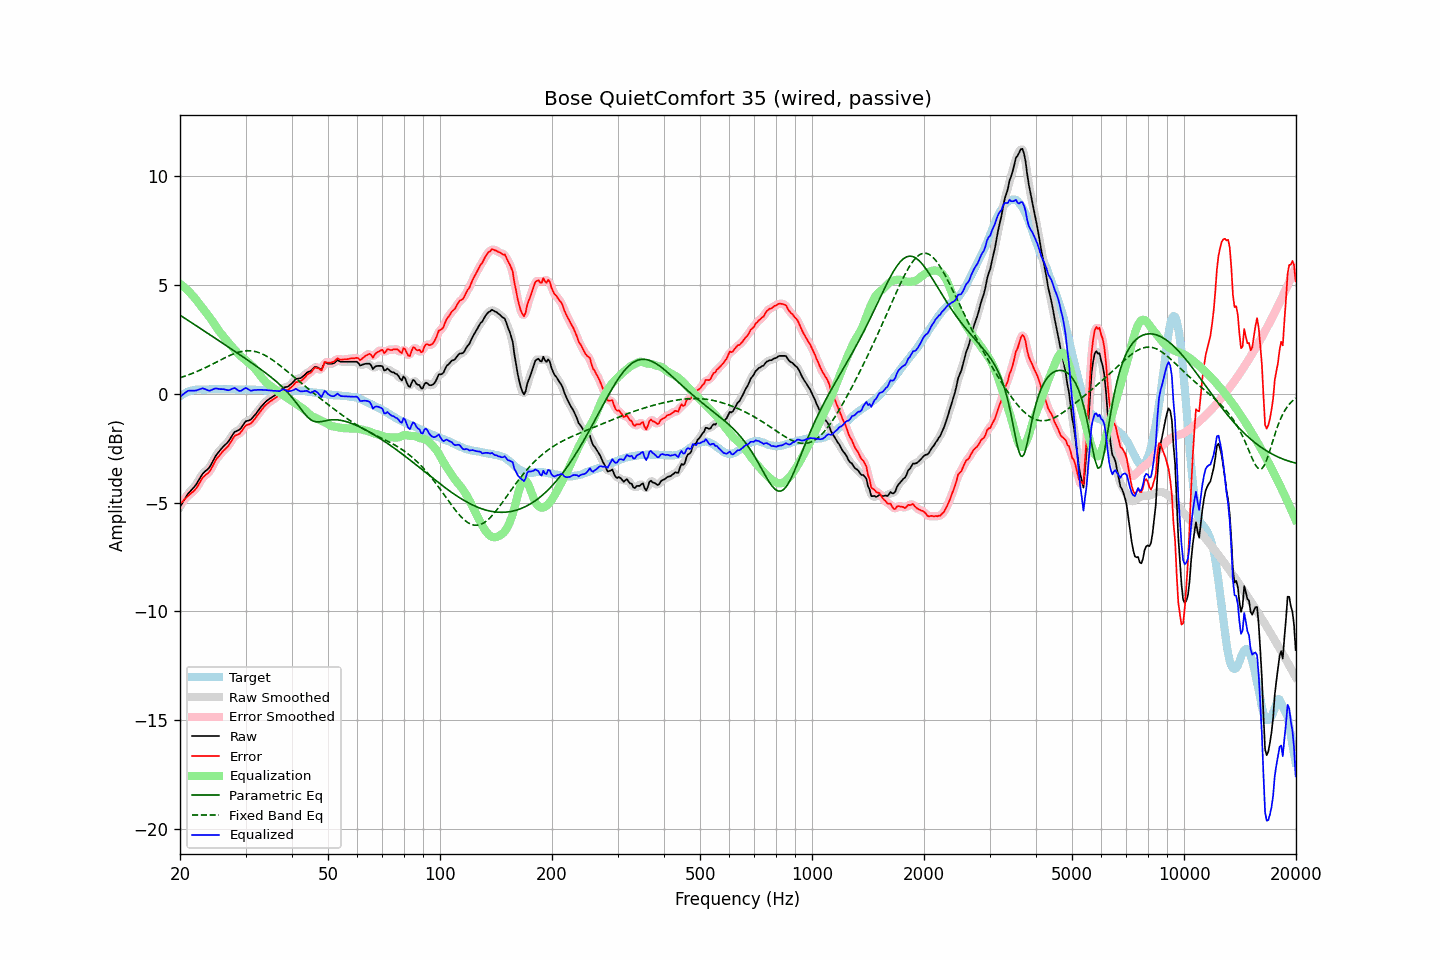 Bose QuietComfort 35 (wired, passive)
Amplitude (dBr)
10
5
0
−5
−10
−15
−20
Target
Raw Smoothed
Error Smoothed
Raw
Error
Equalization
Parametric Eq
Fixed Band Eq
Equalized
20 50 100 200 500 1000 2000 5000 10000 20000
Frequency (Hz)